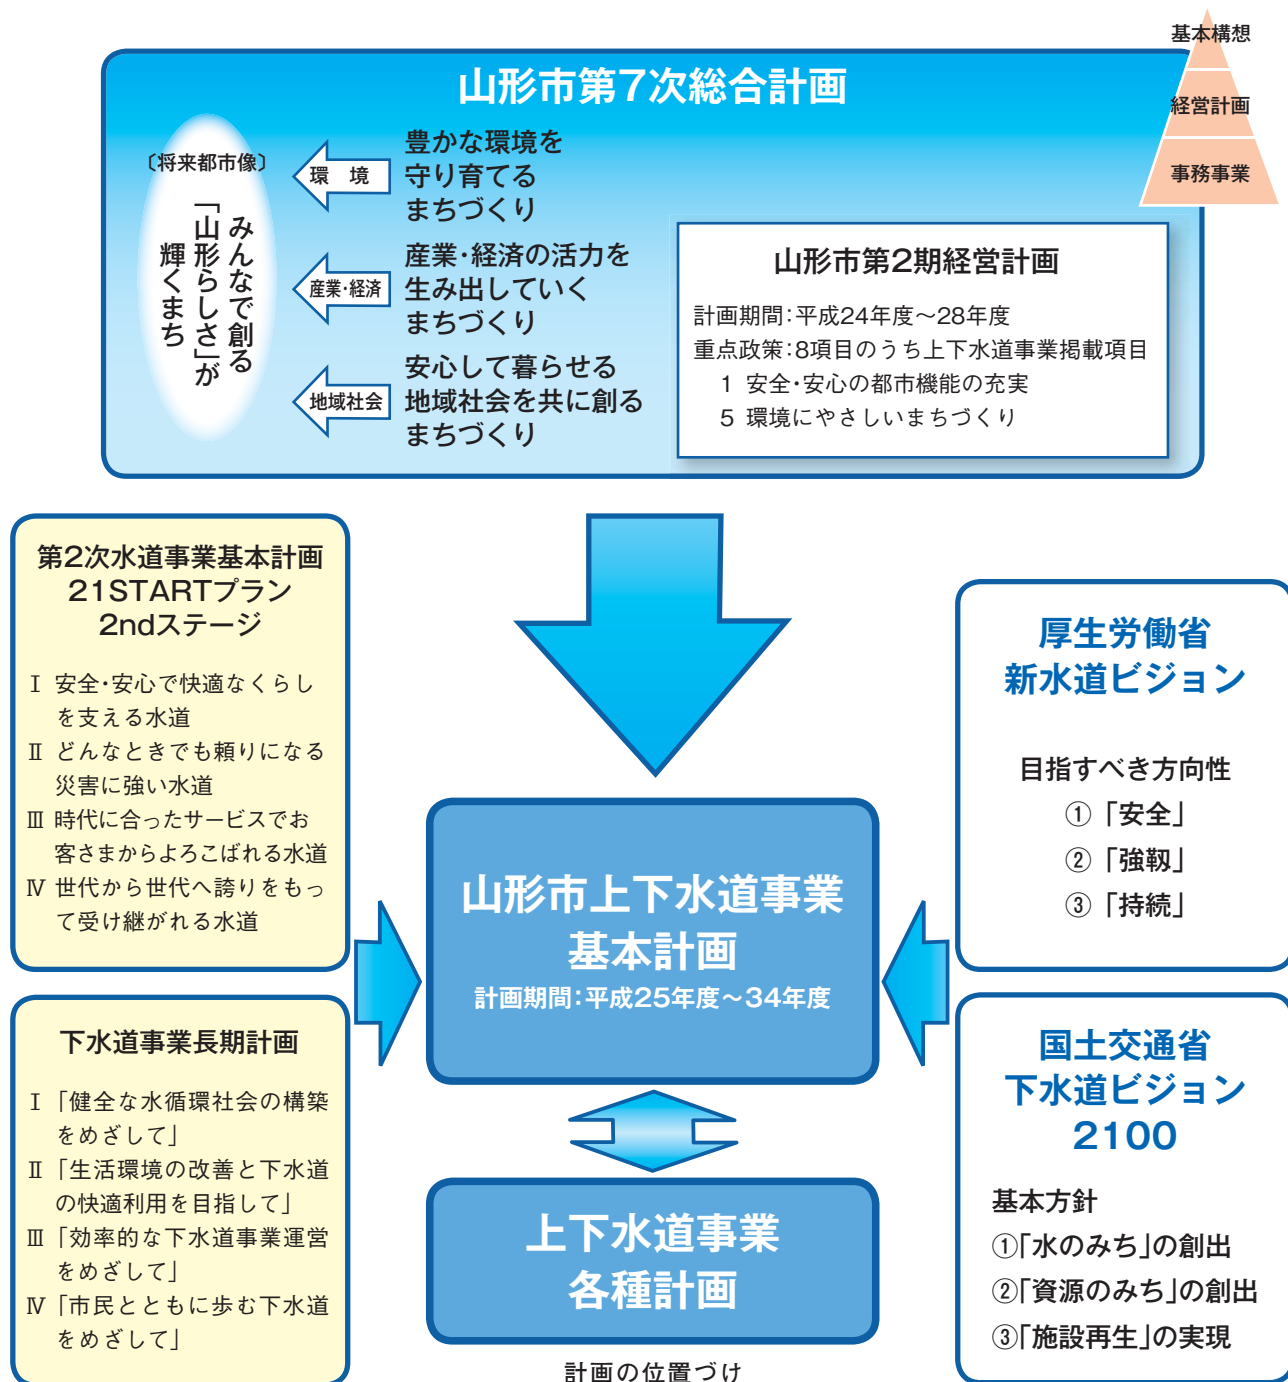 基本構想
経営計画
事務事業
山形市第7次総合計画
〔将来都市像〕
みんなで創る
「山形らしさ」が
輝くまち
環　境
豊かな環境を
守り育てる
まちづくり
産業・経済
産業・経済の活力を
生み出していく
まちづくり
地域社会
安心して暮らせる
地域社会を共に創る
まちづくり
山形市第2期経営計画
計画期間：平成24年度～28年度
重点政策：8項目のうち上下水道事業掲載項目
1 安全・安心の都市機能の充実
5 環境にやさしいまちづくり
第2次水道事業基本計画
21STARTプラン
2ndステージ
Ⅰ 安全・安心で快適なくらし
を支える水道
Ⅱ どんなときでも頼りになる
災害に強い水道
Ⅲ 時代に合ったサービスでお
客さまからよろこばれる水道
Ⅳ 世代から世代へ誇りをもっ
て受け継がれる水道
下水道事業長期計画
Ⅰ 「健全な水循環社会の構築
をめざして」
Ⅱ 「生活環境の改善と下水道
の快適利用を目指して」
Ⅲ 「効率的な下水道事業運営
をめざして」
Ⅳ 「市民とともに歩む下水道
をめざして」
山形市上下水道事業
基本計画
計画期間：平成25年度～34年度
上下水道事業
各種計画
厚生労働省
新水道ビジョン
目指すべき方向性
① 「安全」
② 「強靱」
③ 「持続」
国土交通省
下水道ビジョン
2100
基本方針
①「水のみち」の創出
②「資源のみち」の創出
③「施設再生」の実現
計画の位置づけ